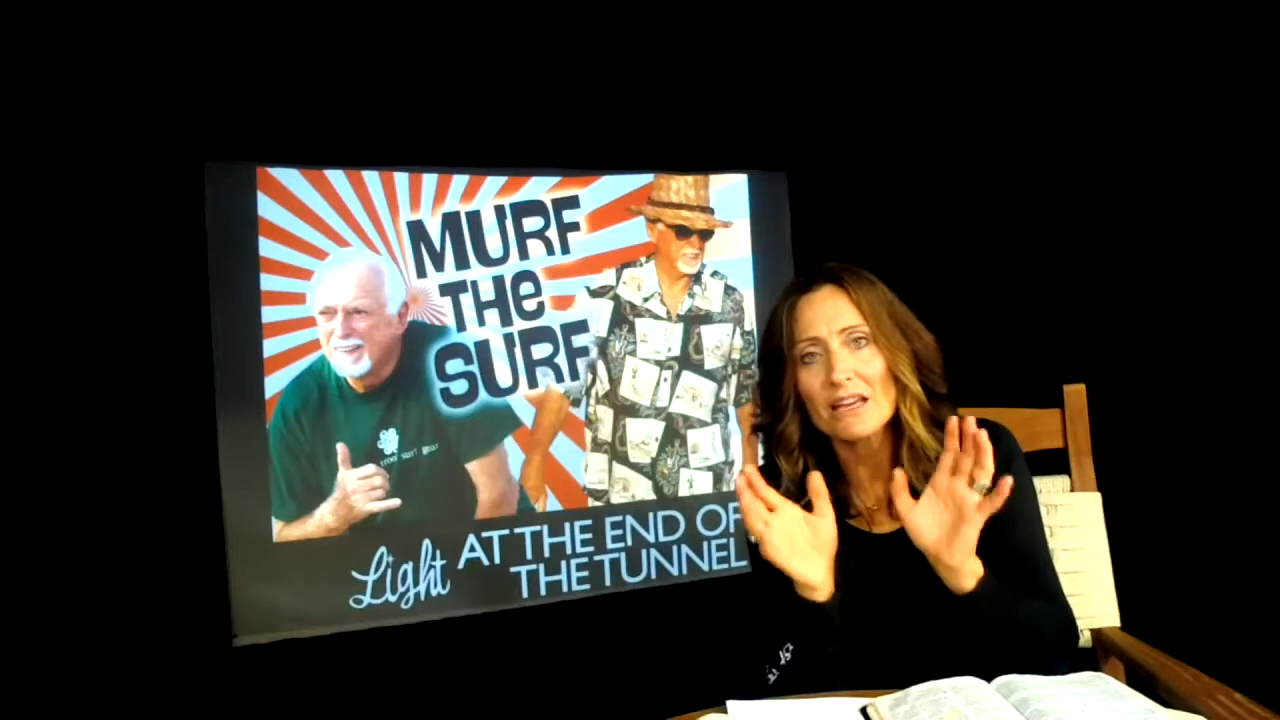 MURF
THe
SURF
Light AT THE END OF
THE TUNNEL